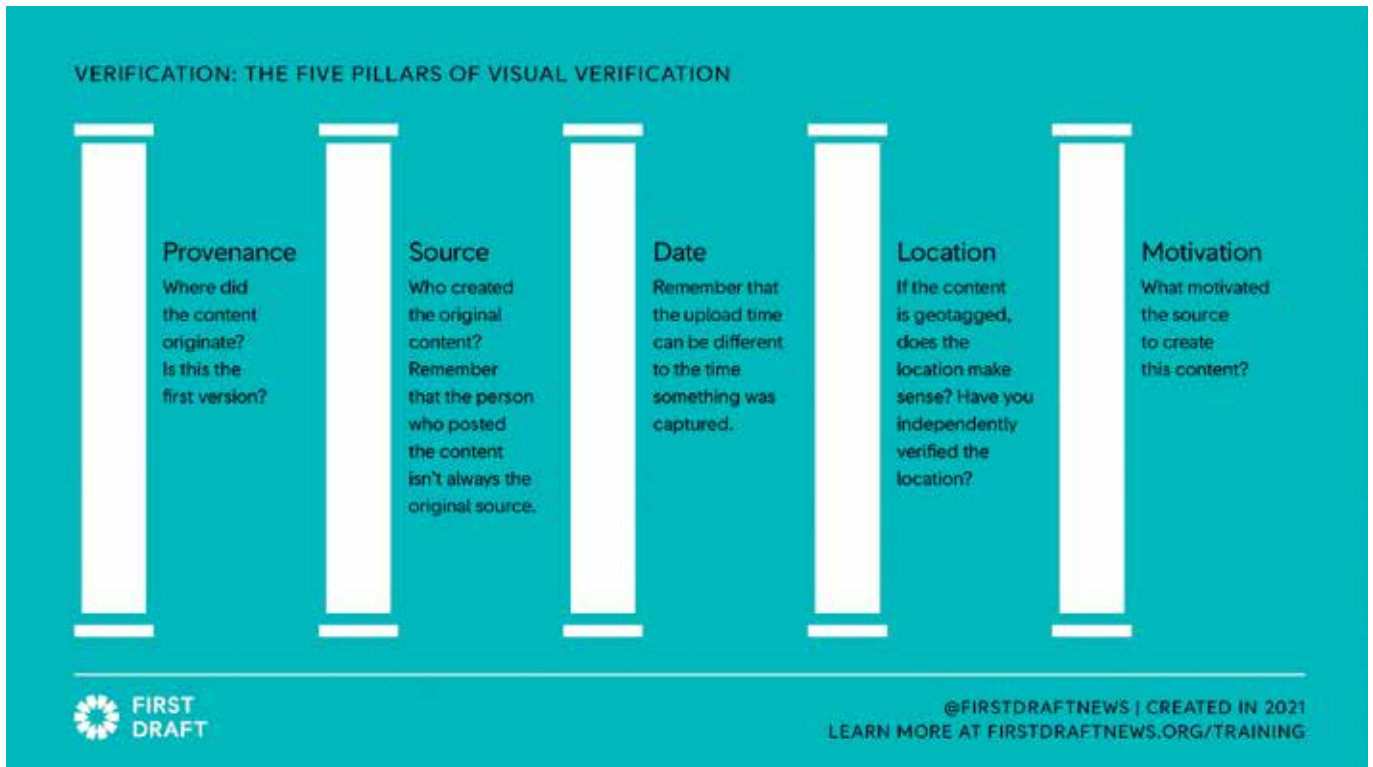 VERIFICATION: THE FIVE PILLARS OF VISUAL VERIFICATION
Provenance
Where did
the content
originate?
Is this the
first version?
Source
Who created
the original
content?
Remember
that the person
who posted
the content
isn't always the
original source.
Date
Remember that
the upload time
can be different
to the time
something was
captured.
Location
If the content
is geotagged,
does the
location make
sense? Have you
independently
verified the
location?
Motivation
What motivated
the source
to create
this content?
FIRST
DRAFT
@FIRSTDRAFTNEWS | CREATED IN 2021
LEARN MORE AT FIRSTDRAFTNEWS.ORG/TRAINING